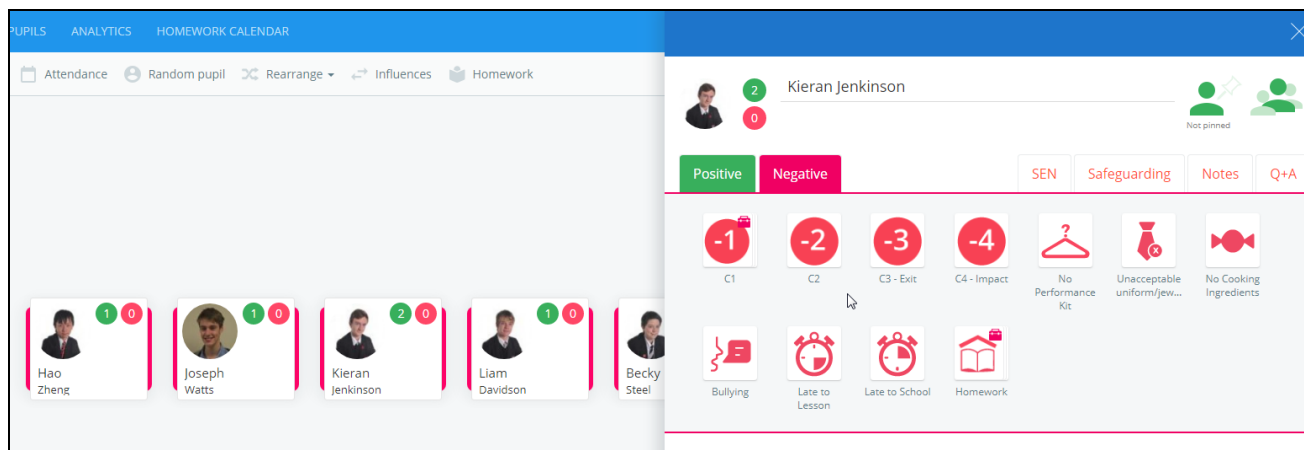 PUPILS ANALYTICS HOMEWORK CALENDAR
Attendance Random pupil Rearrange Influences Homework
1 0
Hao
Zheng
1 0
Joseph
Watts
2 0
Kieran
Jenkinson
1 0
Liam
Davidson
Becky
Steel
2
0
Kieran Jenkinson
Not pinned
Positive Negative SEN Safeguarding Notes Q+A
-1
C1
-2
C2
-3
C3 - Exit
-4
C4 - Impact
?
No
Performance
Kit
Unacceptable
uniform/jew...
No Cooking
Ingredients
Bullying
Late to
Lesson
Late to School
Homework